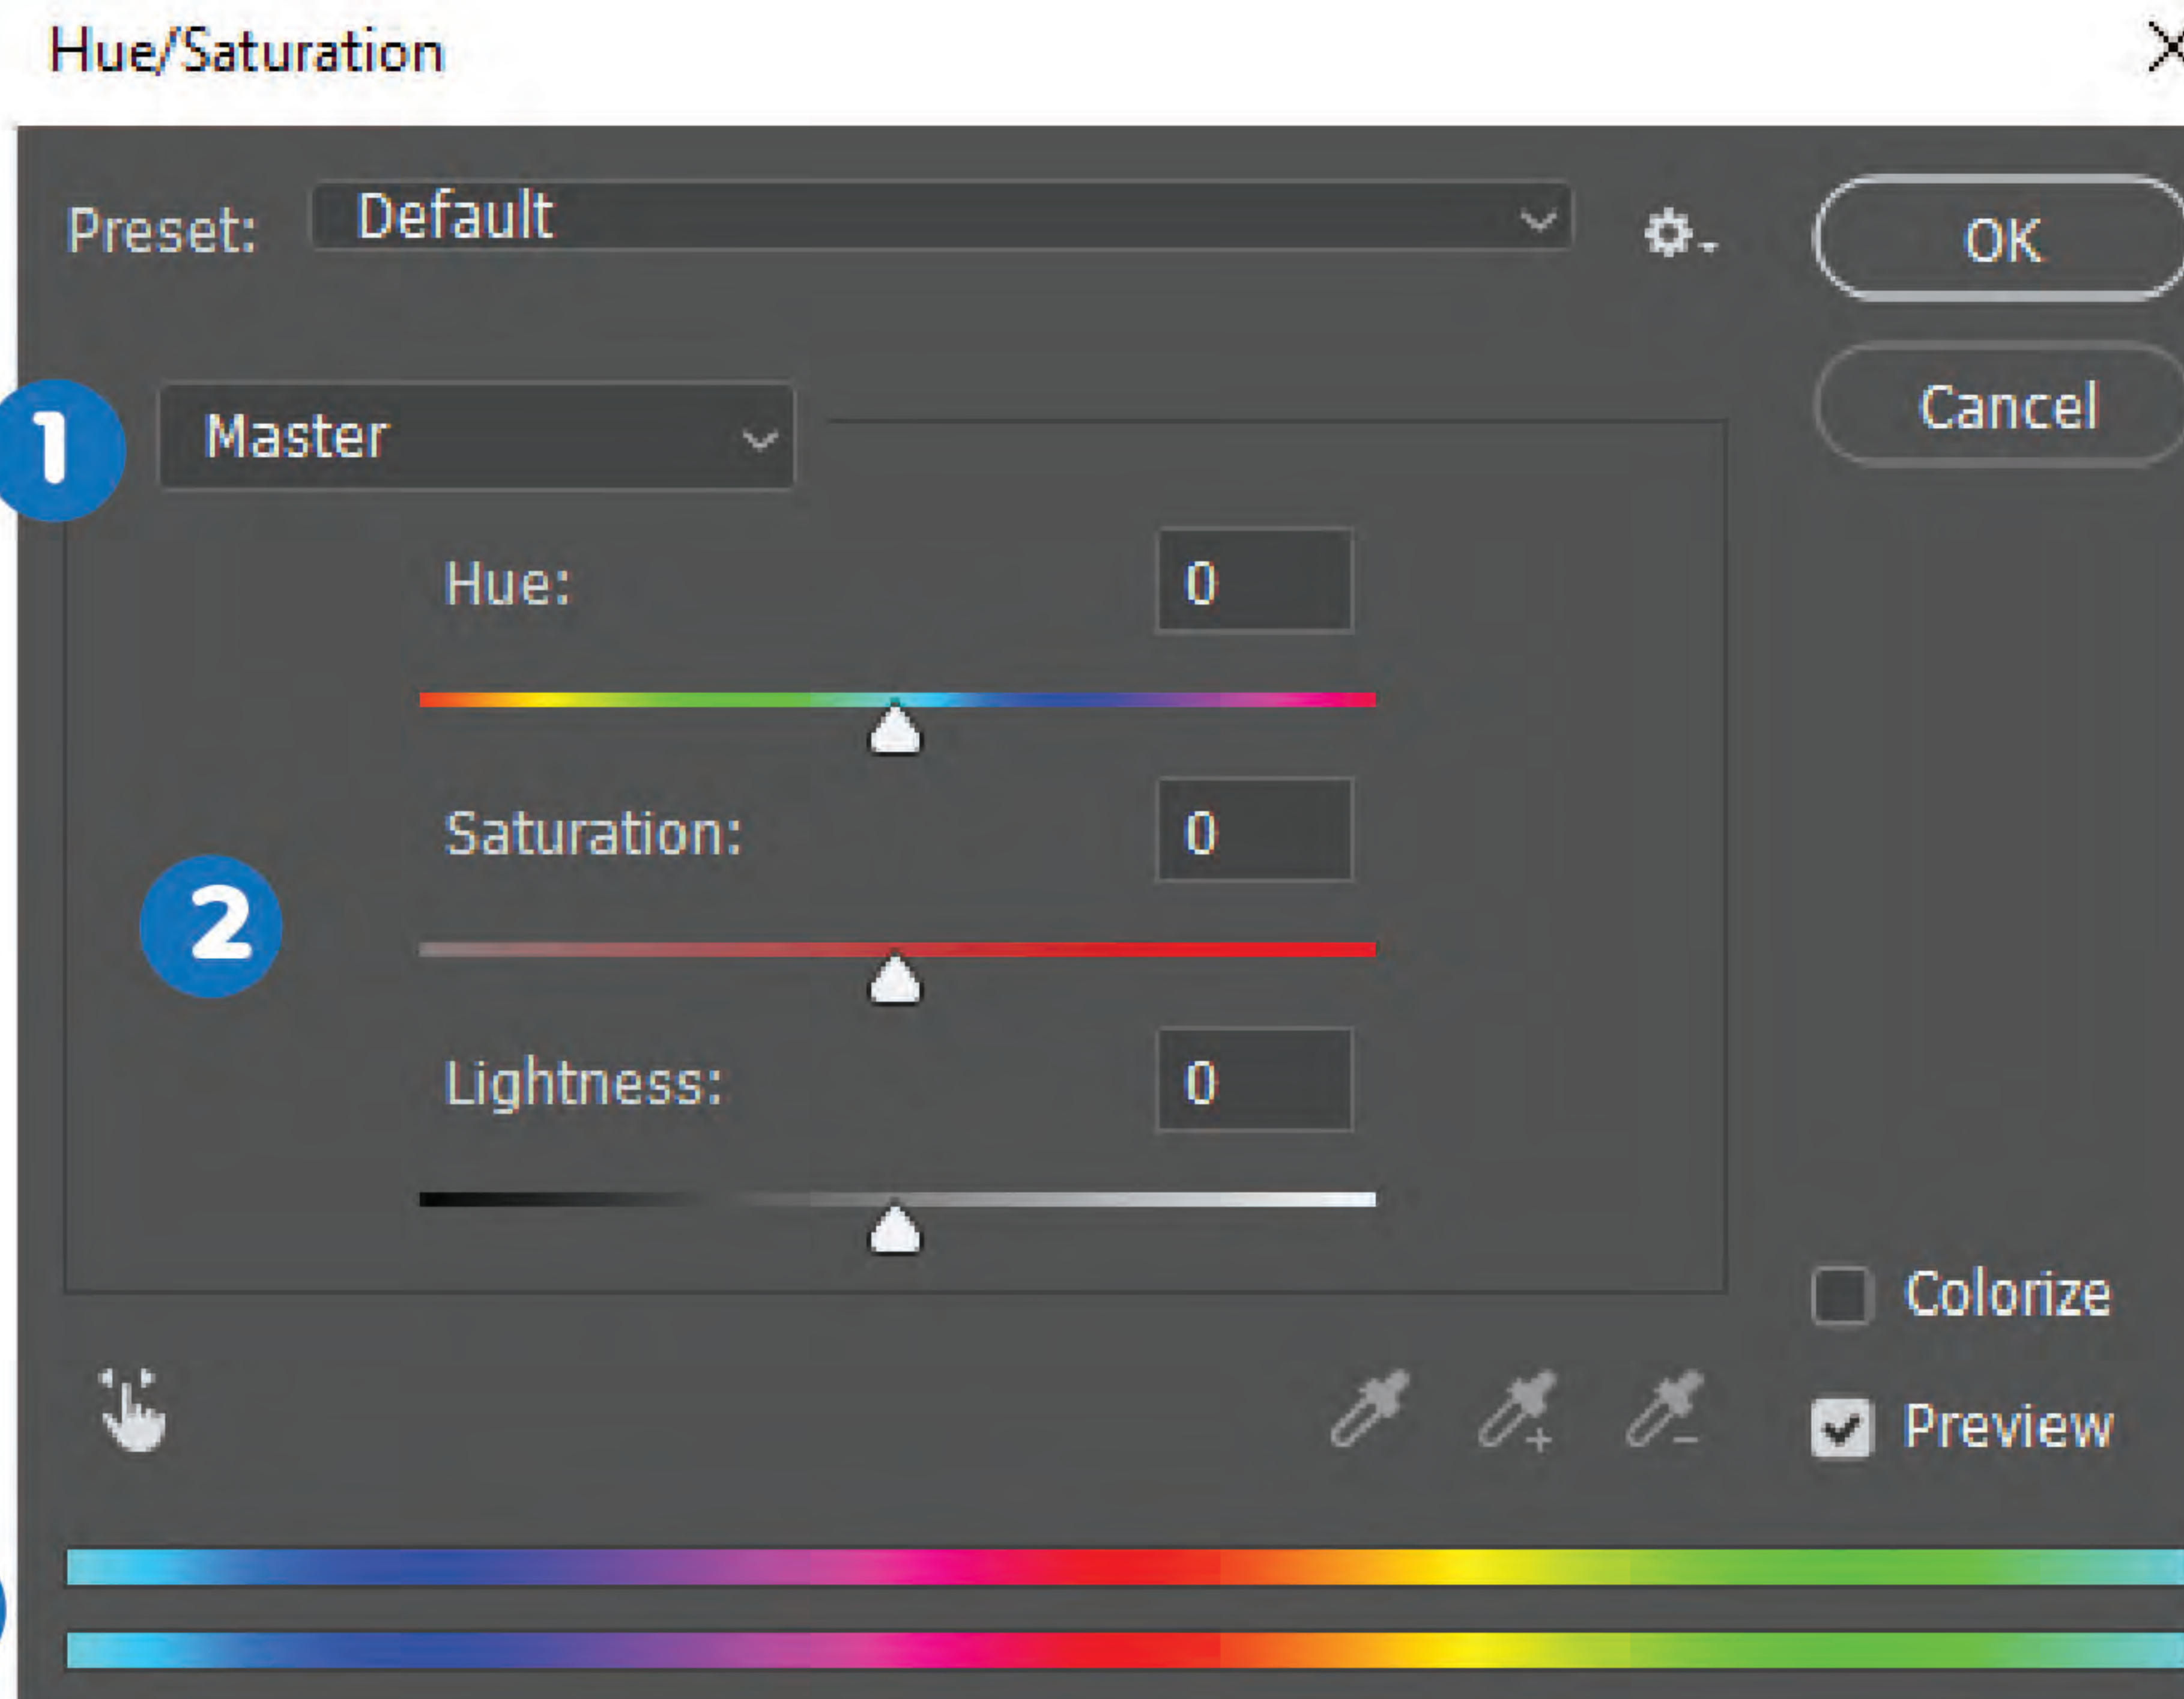 Hue/Saturation
Preset: Default
OK
Cancel
1 Master
Hue: 0
2
Saturation: 0
Lightness: 0
Colorize
Preview